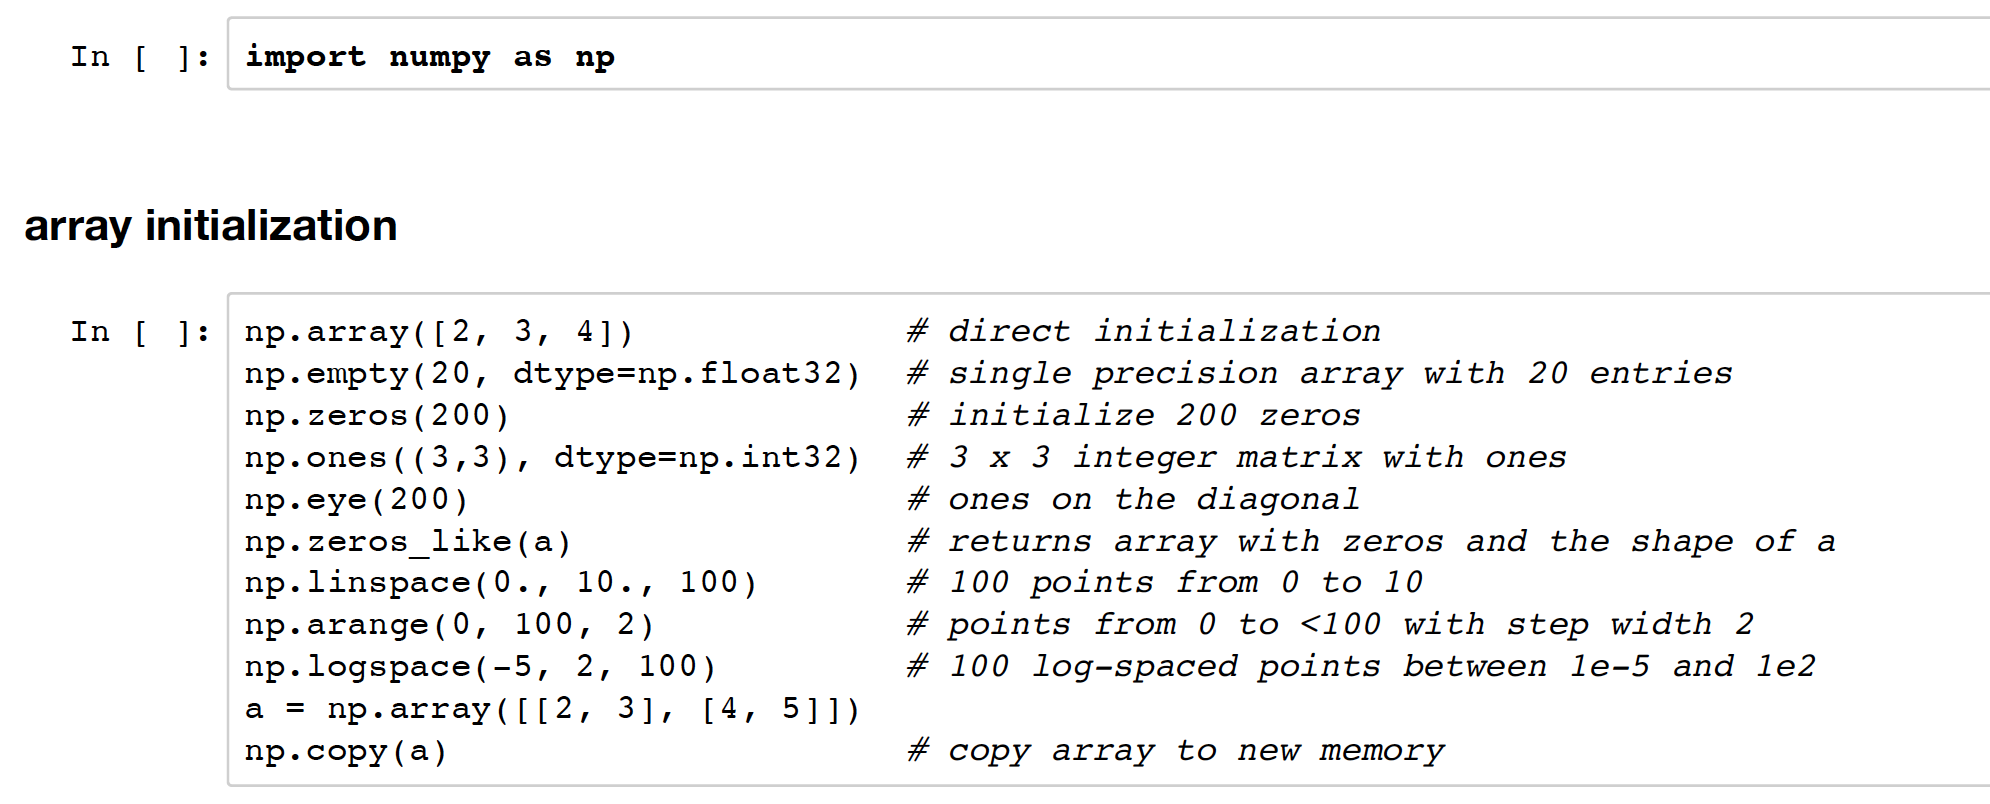 In [ ]: import numpy as np
array initialization
In [ ]: np.array([2, 3, 4]) # direct initialization
np.empty(20, dtype=np.float32) # single precision array with 20 entries
np.zeros(200) # initialize 200 zeros
np.ones((3,3), dtype=np.int32) # 3 x 3 integer matrix with ones
np.eye(200) # ones on the diagonal
np.zeros_like(a) # returns array with zeros and the shape of a
np.linspace(0., 10., 100) # 100 points from 0 to 10
np.arange(0, 100, 2) # points from 0 to <100 with step width 2
np.logspace(-5, 2, 100) # 100 log-spaced points between 1e-5 and 1e2
a = np.array([[2, 3], [4, 5]])
np.copy(a) # copy array to new memory